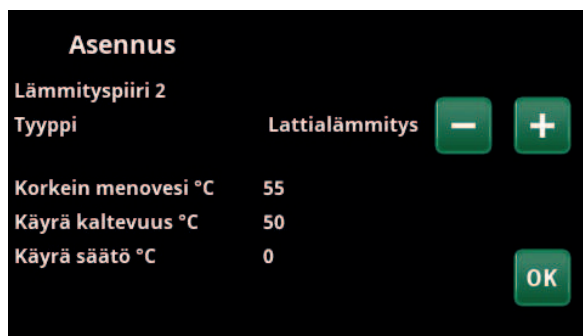 Asennus
Lämmityspiiri 2
Tyyppi Lattialämmitys − +
Korkein menovesi °C 55
Käyrä kaltevuus °C 50
Käyrä säätö °C 0
OK